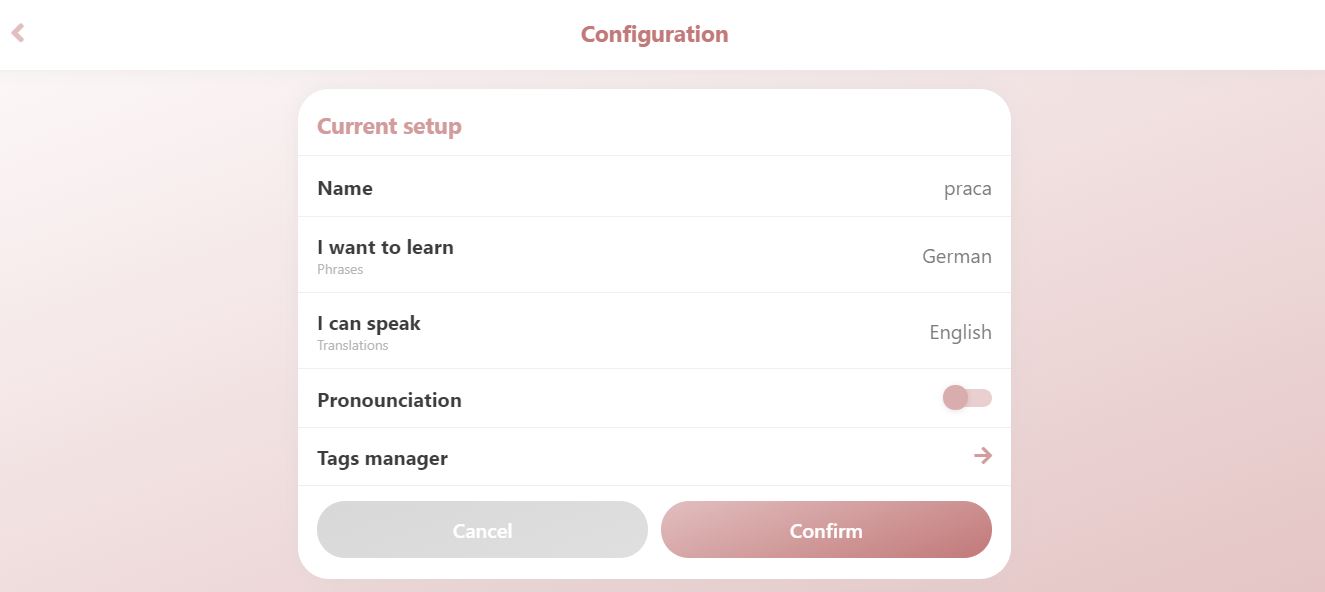 Configuration
Current setup
Name
praca
I want to learn
Phrases
German
I can speak
Translations
English
Pronounciation
Tags manager
Cancel
Confirm